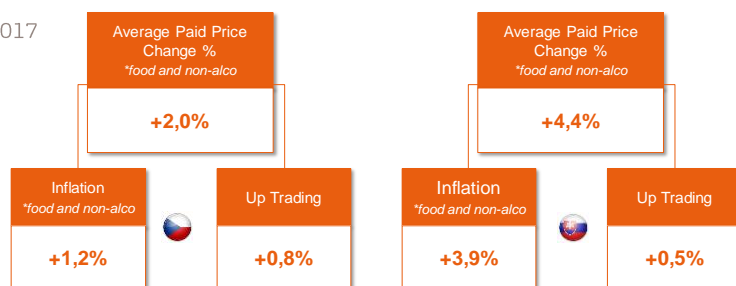 017
Average Paid Price
Change %
*food and non-alco
+2,0%
Inflation
*food and non-alco
+1,2%
Up Trading
+0,8%
Average Paid Price
Change %
*food and non-alco
+4,4%
Inflation
*food and non-alco
+3,9%
Up Trading
+0,5%